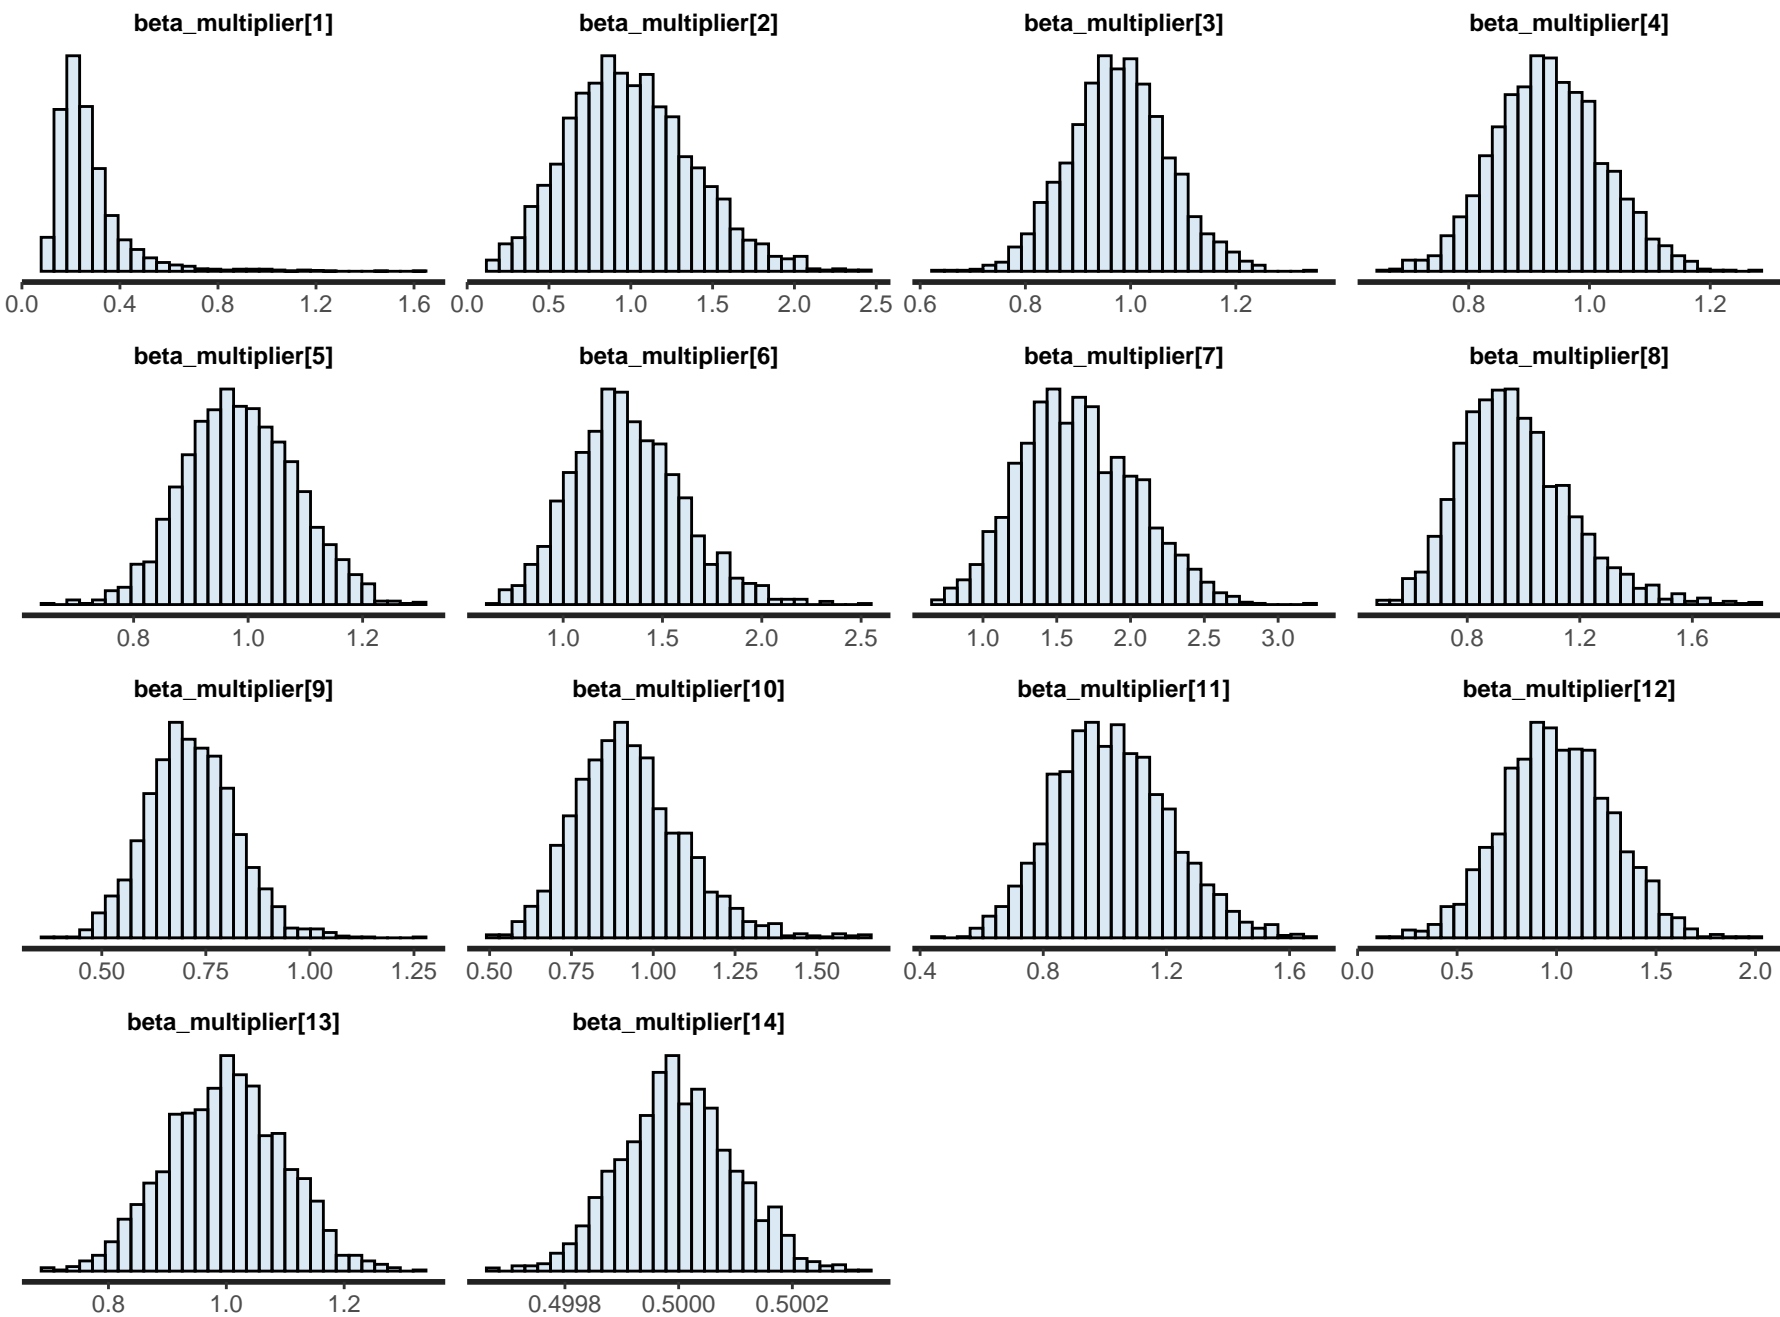 beta_multiplier[1] beta_multiplier[2] beta_multiplier[3] beta_multiplier[4]
0.0 0.4 0.8 1.2 1.6 0.0 0.5 1.0 1.5 2.0 2.5 0.6 0.8 1.0 1.2 0.8 1.0 1.2
beta_multiplier[5] beta_multiplier[6] beta_multiplier[7] beta_multiplier[8]
0.8 1.0 1.2 1.0 1.5 2.0 2.5 1.0 1.5 2.0 2.5 3.0 0.8 1.2 1.6
beta_multiplier[9] beta_multiplier[10] beta_multiplier[11] beta_multiplier[12]
0.50 0.75 1.00 1.25 0.50 0.75 1.00 1.25 1.50 0.4 0.8 1.2 1.6 0.0 0.5 1.0 1.5 2.0
beta_multiplier[13] beta_multiplier[14]
0.8 1.0 1.2 0.4998 0.5000 0.5002